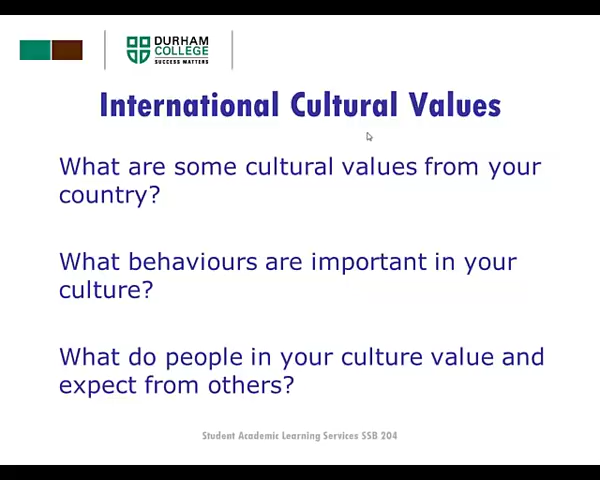 DURHAM
COLLEGE
SUCCESS MATTERS
International Cultural Values
What are some cultural values from your
country?
What behaviours are important in your
culture?
What do people in your culture value and
expect from others?
Student Academic Learning Services SSB 204